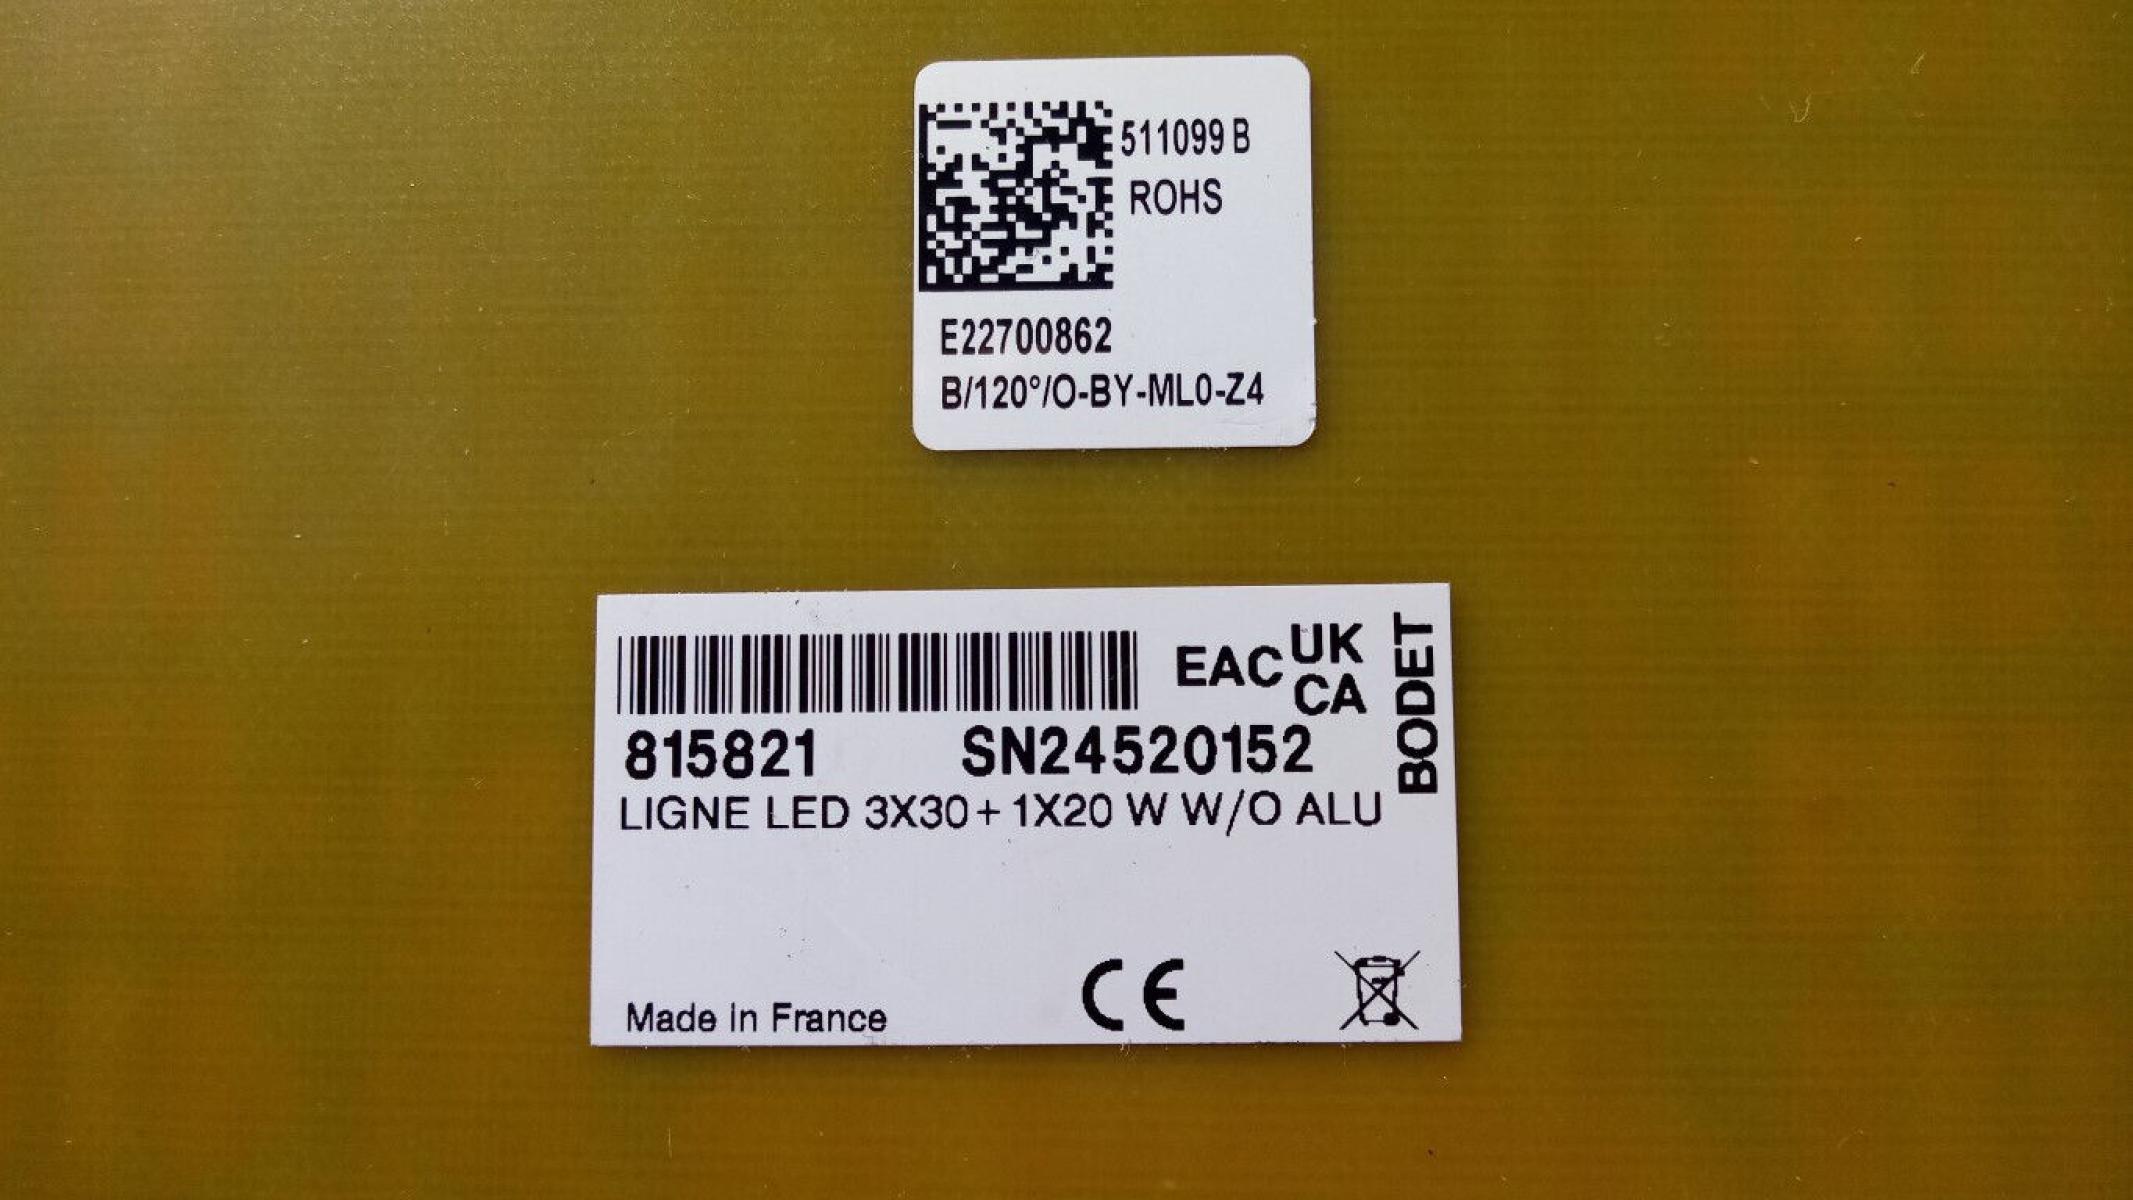 511099 B
ROHS
E22700862
B/120°/O-BY-ML0-Z4
EAC UK
CA
BODET
815821 SN24520152
LIGNE LED 3X30+1X20 W W/O ALU
Made in France
CE